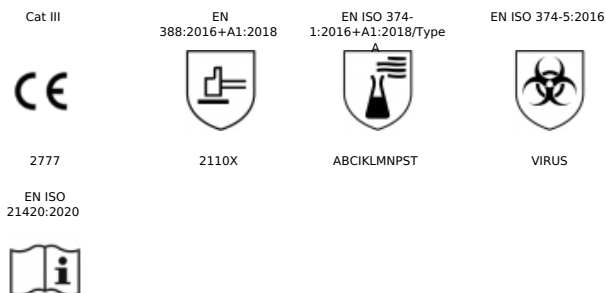 Cat III
EN
388:2016+A1:2018
EN ISO 374-
1:2016+A1:2018/Type
A
EN ISO 374-5:2016
CE
2777
2110X
ABCIKLMNPST
VIRUS
EN ISO
21420:2020
i